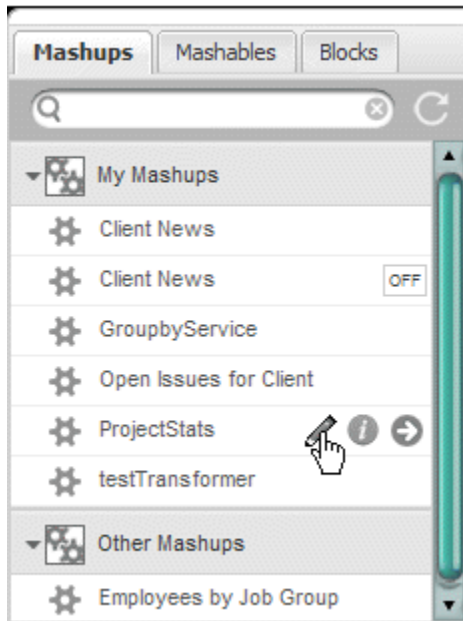 Mashups Mashables Blocks
My Mashups
Client News
Client News OFF
GroupbyService
Open Issues for Client
ProjectStats i
testTransformer
Other Mashups
Employees by Job Group